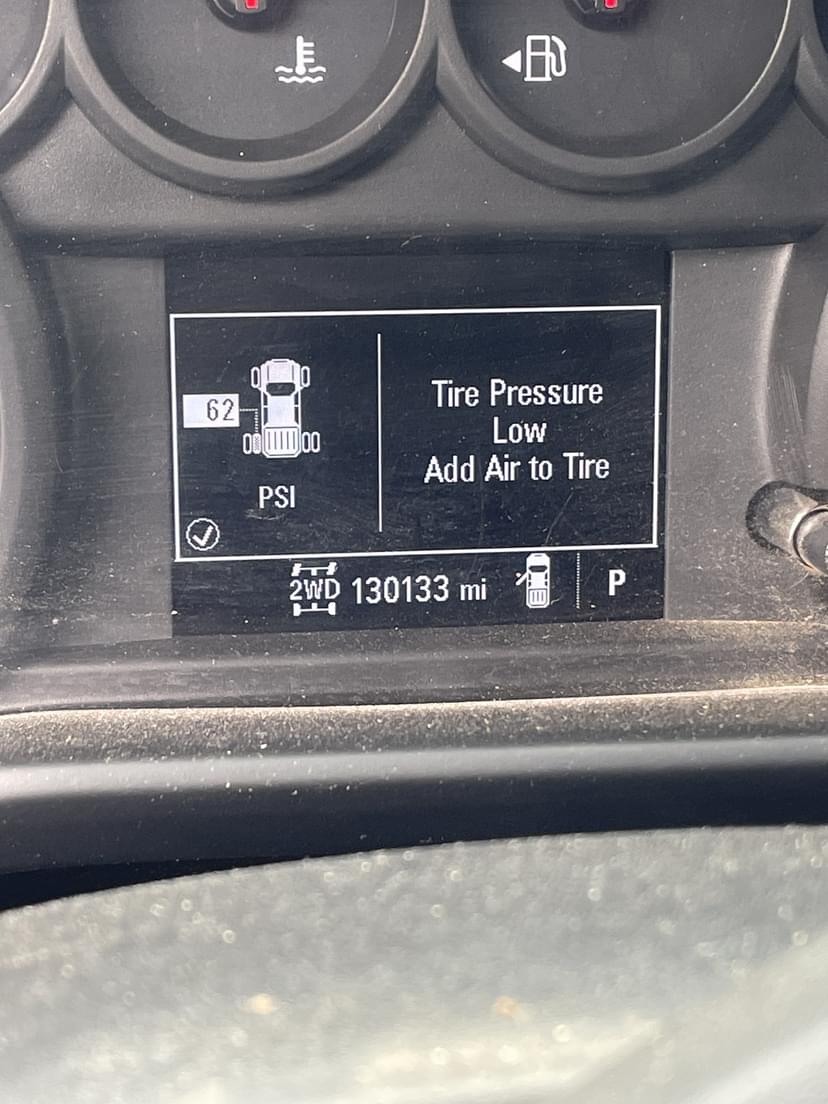 62
PSI
Tire Pressure
Low
Add Air to Tire
2WD 130133 mi P